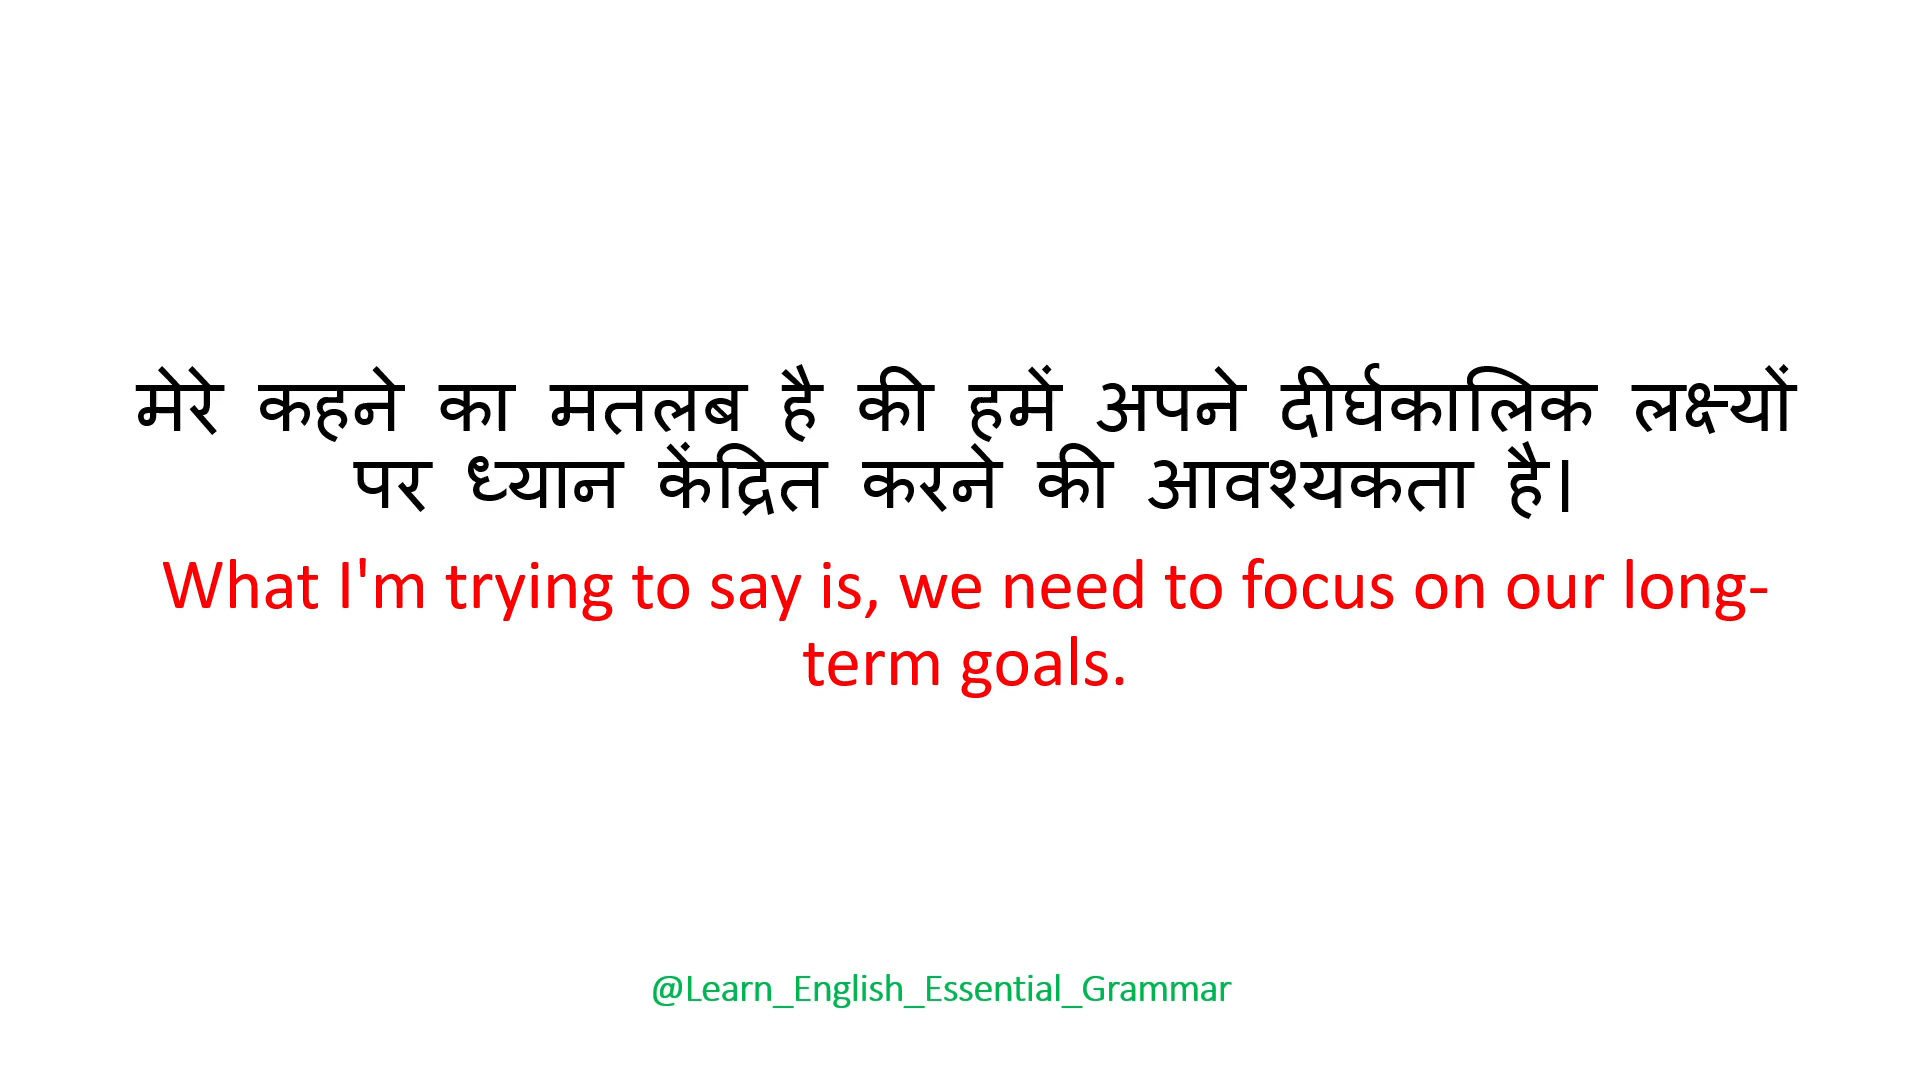 मेरे कहने का मतलब है की हमें अपने दीर्घकालिक लक्ष्यों
पर ध्यान केंद्रित करने की आवश्यकता है।
What I'm trying to say is, we need to focus on our long-
term goals.
@Learn_English_Essential_Grammar